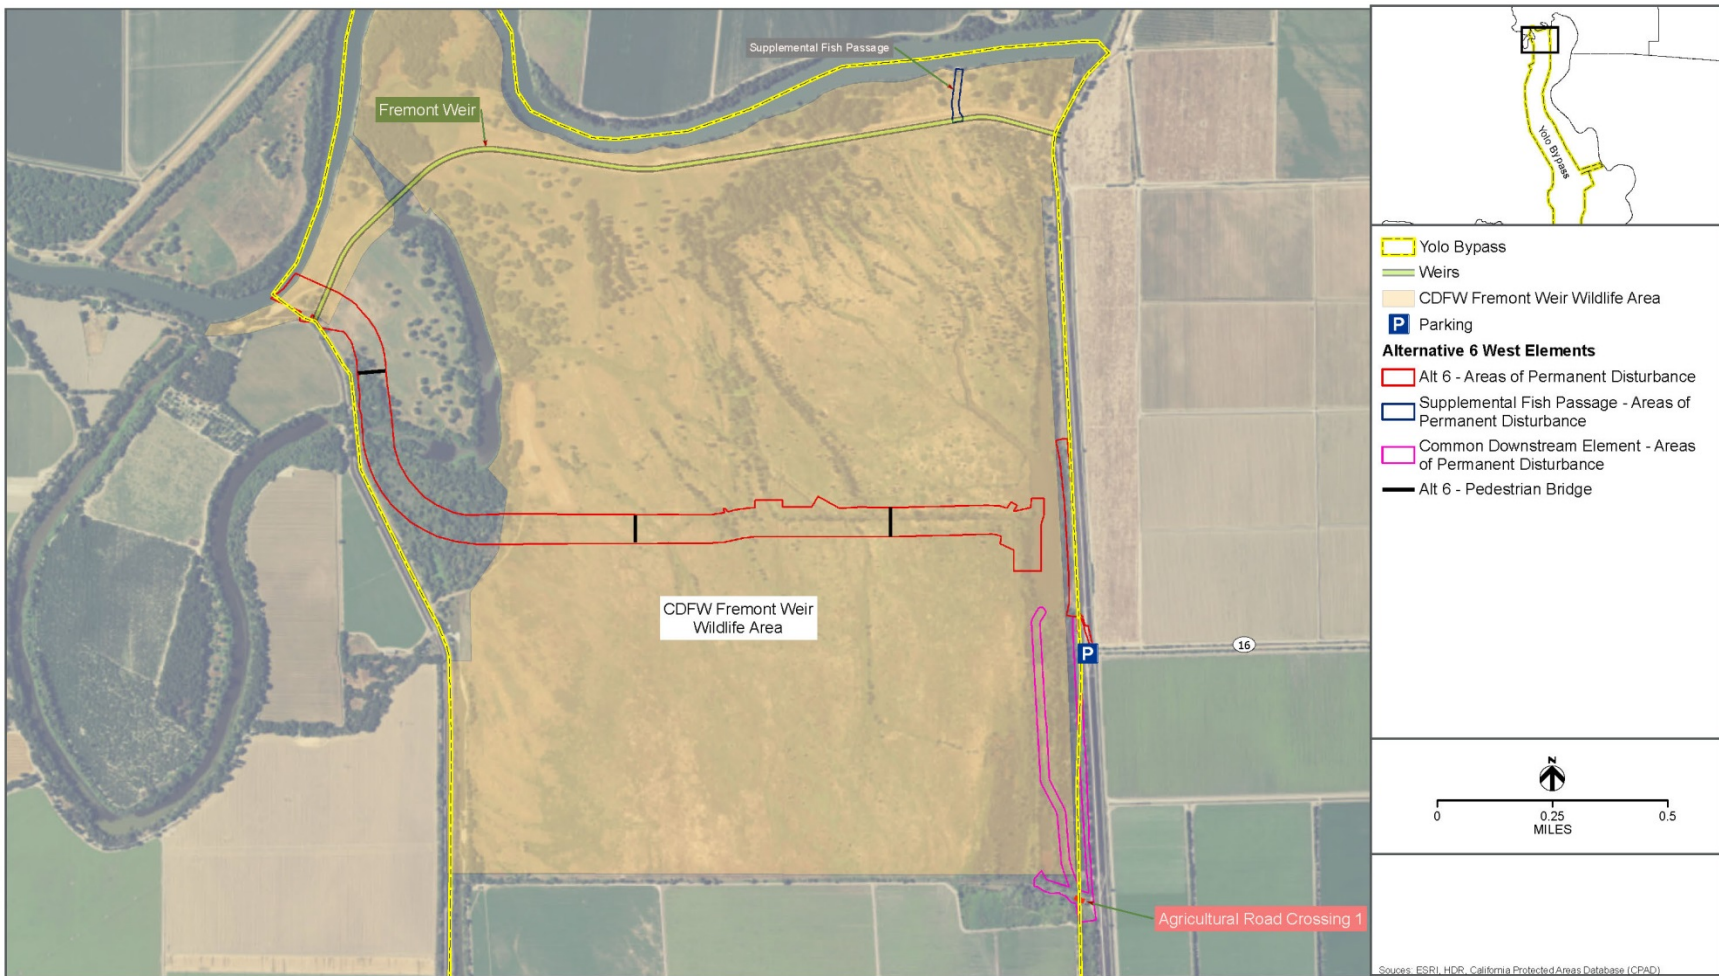 Supplemental Fish Passage
Fremont Weir
CDFW Fremont Weir
Wildlife Area
16
P
Agricultural Road Crossing 1
Yolo Bypass
Yolo Bypass
Weirs
CDFW Fremont Weir Wildlife Area
P Parking
Alternative 6 West Elements
Alt 6 - Areas of Permanent Disturbance
Supplemental Fish Passage - Areas of
Permanent Disturbance
Common Downstream Element - Areas
of Permanent Disturbance
Alt 6 - Pedestrian Bridge
N
0 0.25 0.5
MILES
Souces: ESRI, HDR, California Protected Areas Database (CPAD)